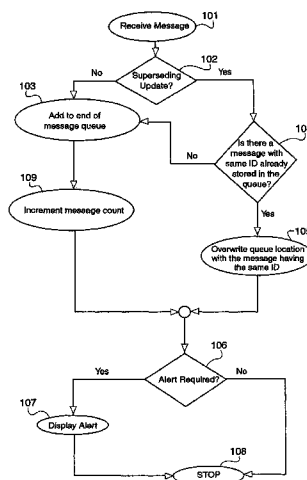 101
Receive Message
102
103
No
Superseding
Update?
Yes
Add to end of
message queue
10
Is there a
message with
same ID already
stored in the
queue?
No
109
Increment message count
Yes
Overwrite queue location
with the message having
the same ID
106
Yes
Alert Required?
No
107
Display Alert
108
STOP